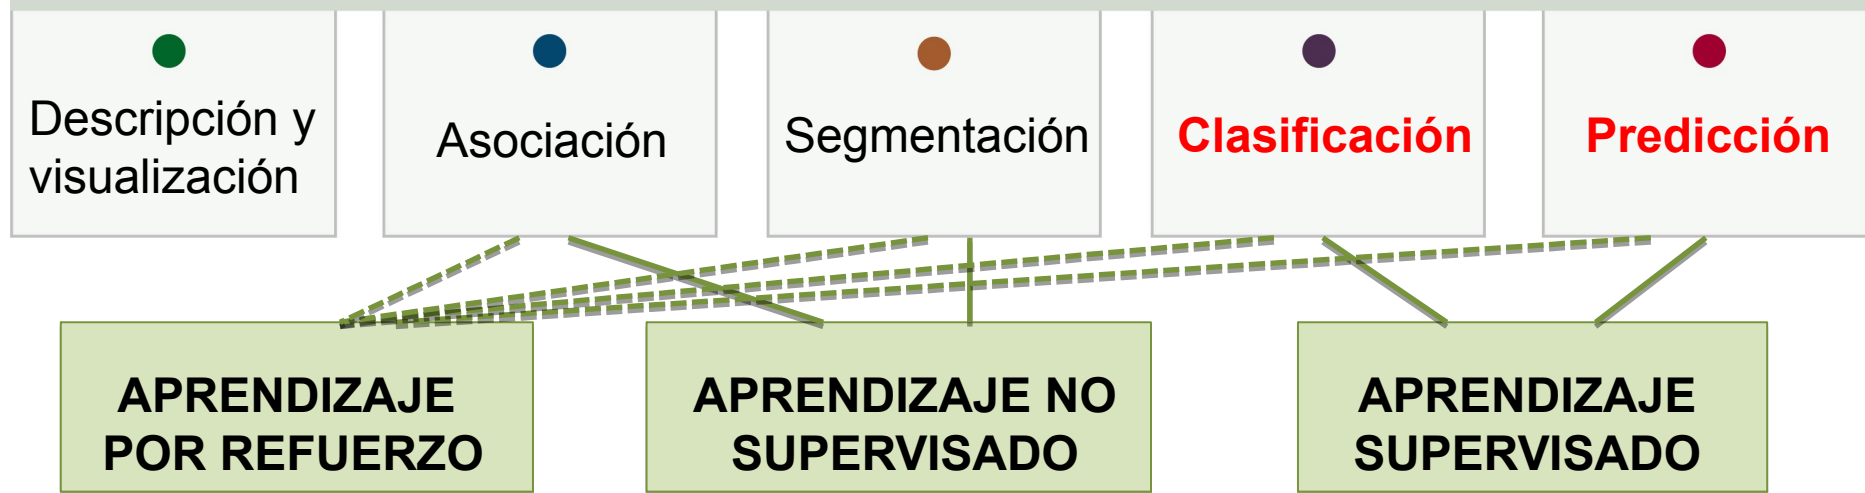 Descripción y
visualización
Asociación
Segmentación
Clasificación
Predicción
APRENDIZAJE
POR REFUERZO
APRENDIZAJE NO
SUPERVISADO
APRENDIZAJE
SUPERVISADO